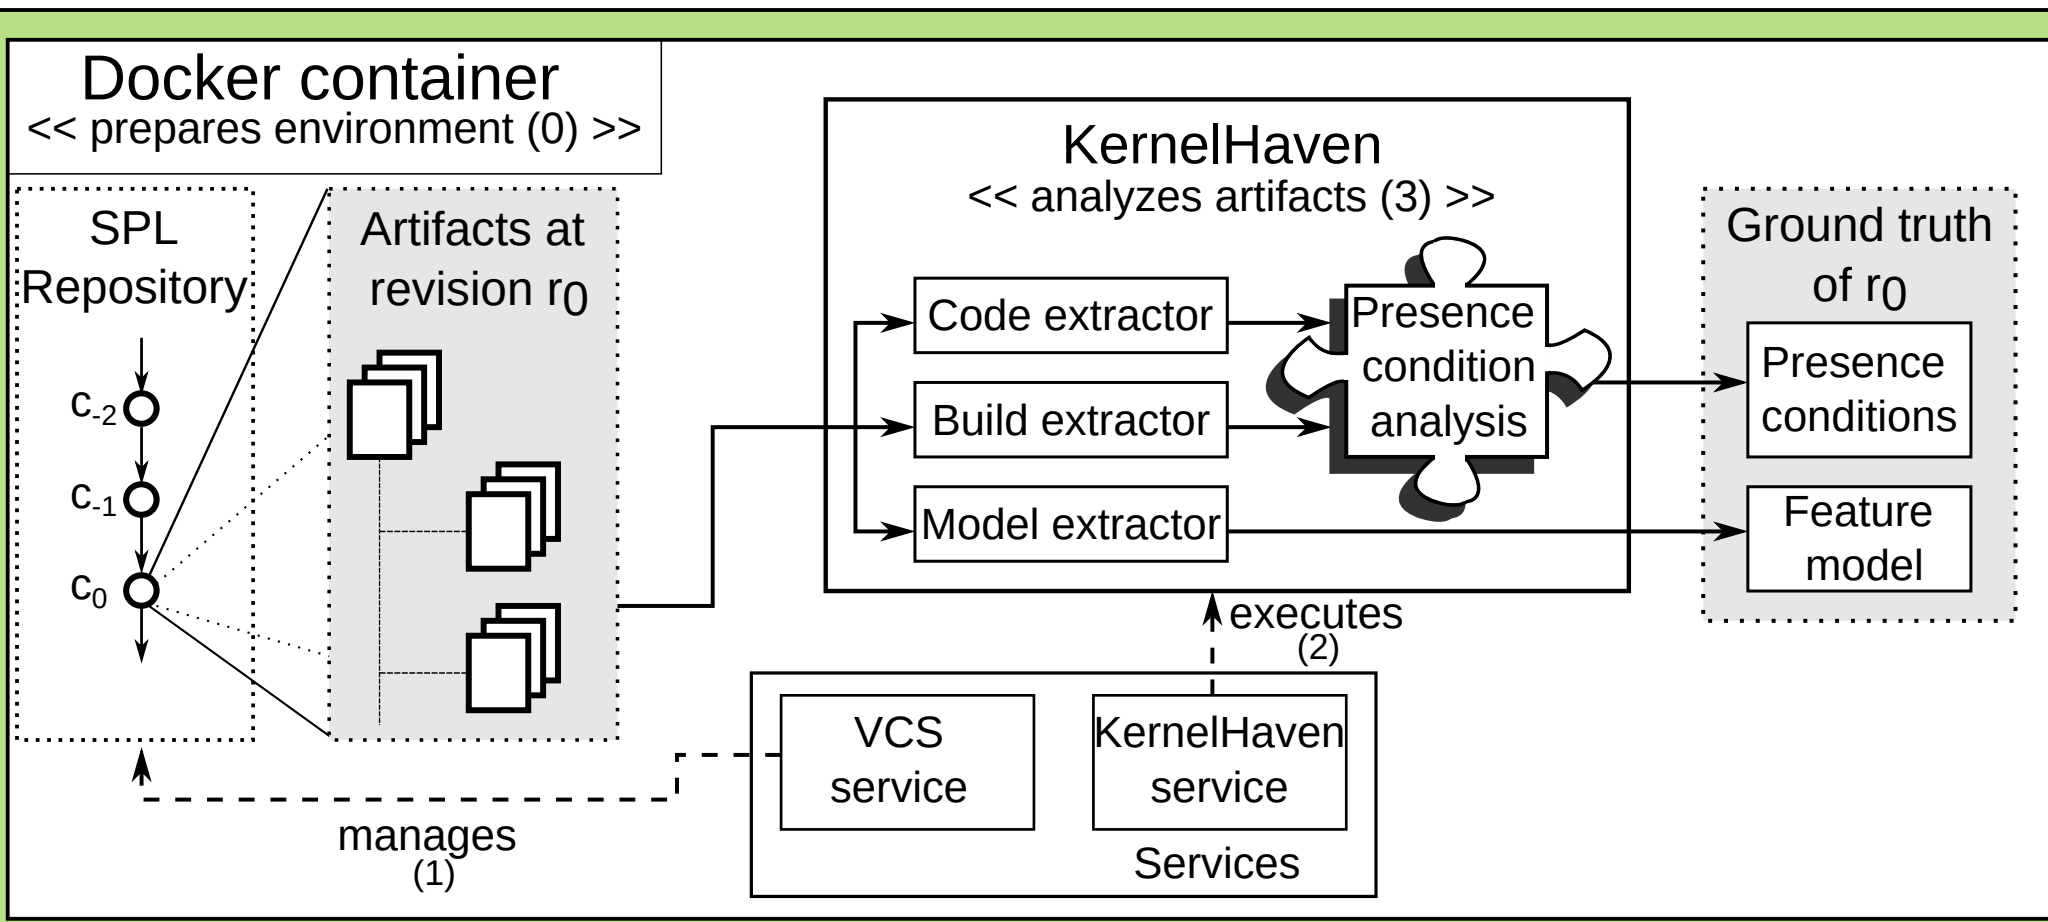 Docker container
<< prepares environment (0) >>
SPL
Repository
c-2
c-1
c0
Artifacts at
revision r0
KernelHaven
<< analyzes artifacts (3) >>
Code extractor
Build extractor
Model extractor
Presence
condition
analysis
Ground truth
of r0
Presence
conditions
Feature
model
executes
(2)
VCS
service
KernelHaven
service
Services
manages
(1)